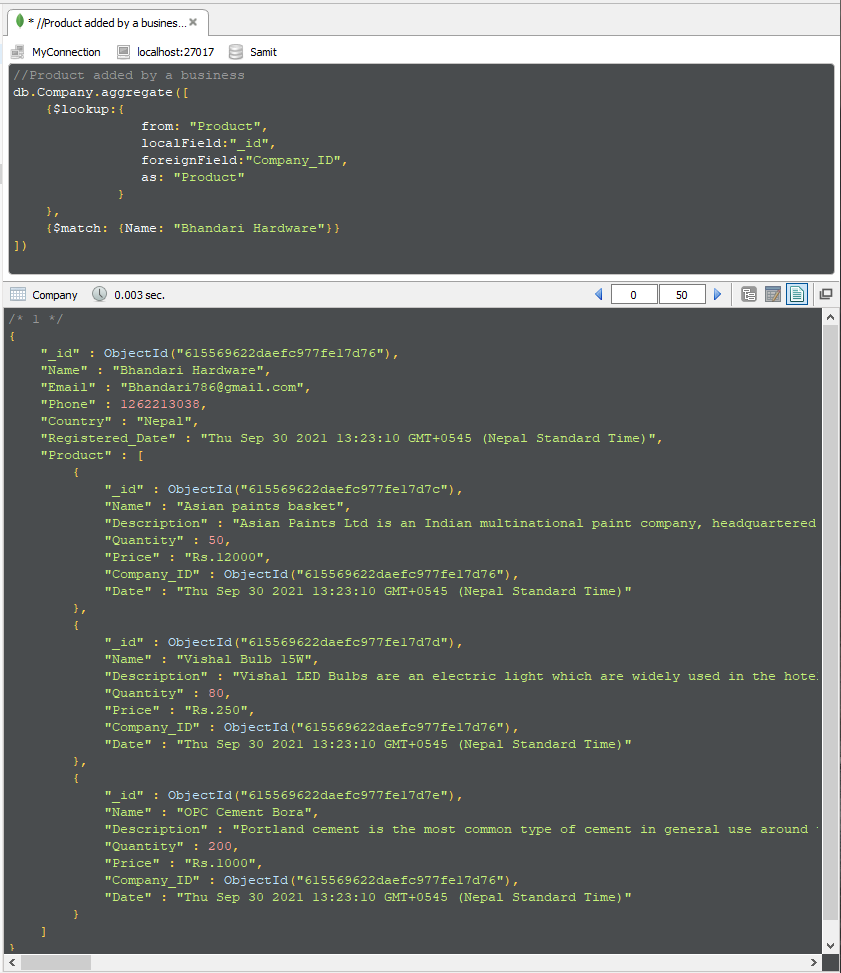 * //Product added by a busines...
MyConnection localhost:27017 Samit
//Product added by a business
db.Company.aggregate([
{$lookup:{
from: "Product",
localField:"_id",
foreignField:"Company_ID",
as: "Product"
}
},
{$match: {Name: "Bhandari Hardware"}}
])
Company 0.003 sec. 0 50
/* 1 */
{
"_id" : ObjectId("615569622daefc977fe17d76"),
"Name" : "Bhandari Hardware",
"Email" : "Bhandari786@gmail.com",
"Phone" : 1262213038,
"Country" : "Nepal",
"Registered_Date" : "Thu Sep 30 2021 13:23:10 GMT+0545 (Nepal Standard Time)",
"Product" : [
{
"_id" : ObjectId("615569622daefc977fe17d7c"),
"Name" : "Asian paints basket",
"Description" : "Asian Paints Ltd is an Indian multinational paint company, headquartered
"Quantity" : 50,
"Price" : "Rs.12000",
"Company_ID" : ObjectId("615569622daefc977fe17d76"),
"Date" : "Thu Sep 30 2021 13:23:10 GMT+0545 (Nepal Standard Time)"
},
{
"_id" : ObjectId("615569622daefc977fe17d7d"),
"Name" : "Vishal Bulb 15W",
"Description" : "Vishal LED Bulbs are an electric light which are widely used in the hote
"Quantity" : 80,
"Price" : "Rs.250",
"Company_ID" : ObjectId("615569622daefc977fe17d76"),
"Date" : "Thu Sep 30 2021 13:23:10 GMT+0545 (Nepal Standard Time)"
},
{
"_id" : ObjectId("615569622daefc977fe17d7e"),
"Name" : "OPC Cement Bora",
"Description" : "Portland cement is the most common type of cement in general use around
"Quantity" : 200,
"Price" : "Rs.1000",
"Company_ID" : ObjectId("615569622daefc977fe17d76"),
"Date" : "Thu Sep 30 2021 13:23:10 GMT+0545 (Nepal Standard Time)"
}
]
}